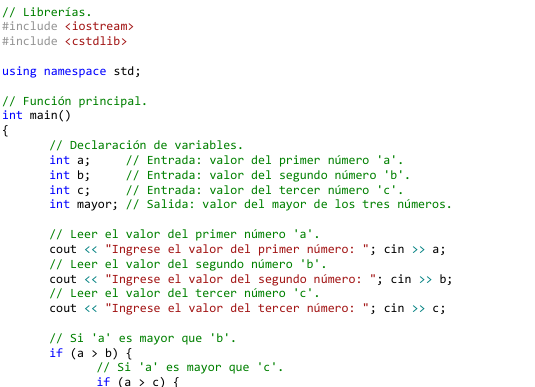 // Librerías.
#include <iostream>
#include <cstdlib>
using namespace std;
// Función principal.
int main()
{
// Declaración de variables.
int a; // Entrada: valor del primer número 'a'.
int b; // Entrada: valor del segundo número 'b'.
int c; // Entrada: valor del tercer número 'c'.
int mayor; // Salida: valor del mayor de los tres números.
// Leer el valor del primer número 'a'.
cout << "Ingrese el valor del primer número: "; cin >> a;
// Leer el valor del segundo número 'b'.
cout << "Ingrese el valor del segundo número: "; cin >> b;
// Leer el valor del tercer número 'c'.
cout << "Ingrese el valor del tercer número: "; cin >> c;
// Si 'a' es mayor que 'b'.
if (a > b) {
// Si 'a' es mayor que 'c'.
if (a > c) {